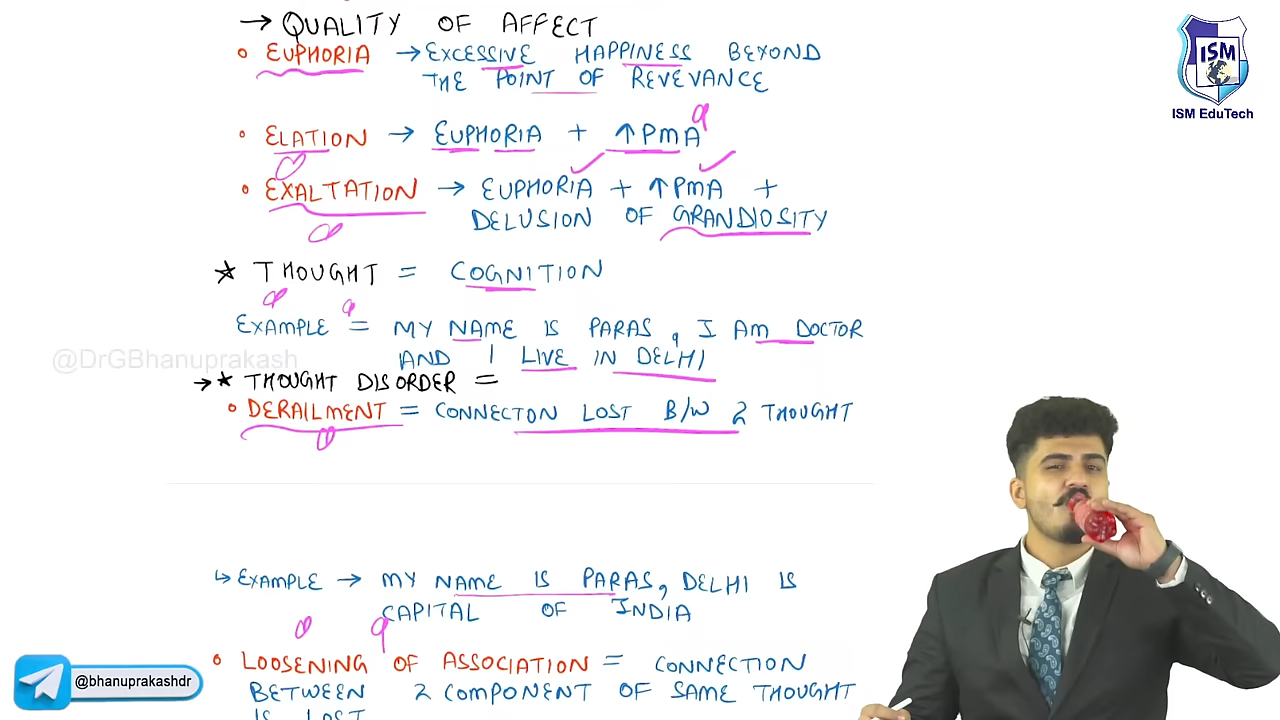 → QUALITY OF AFFECT
• EUPHORIA → EXCESSIVE HAPPINESS BEYOND
THE POINT OF REVEVANCE
• ELATION → EUPHORIA + ↑PMA
• EXALTATION → EUPHORIA + ↑PMA +
DELUSION OF GRANDIOSITY
★ THOUGHT = COGNITION
EXAMPLE = MY NAME IS PARAS, I AM DOCTOR
AND I LIVE IN DELHI
→★ THOUGHT DISORDER =
• DERAILMENT = CONNECTON LOST B/W 2 THOUGHT
↳ EXAMPLE → MY NAME IS PARAS, DELHI IS
CAPITAL OF INDIA
• LOOSENING OF ASSOCIATION = CONNECTION
BETWEEN 2 COMPONENT OF SAME THOUGHT
IS LOST
@DrGBhanuprakash
@bhanuprakashdr
ISM
ISM EduTech